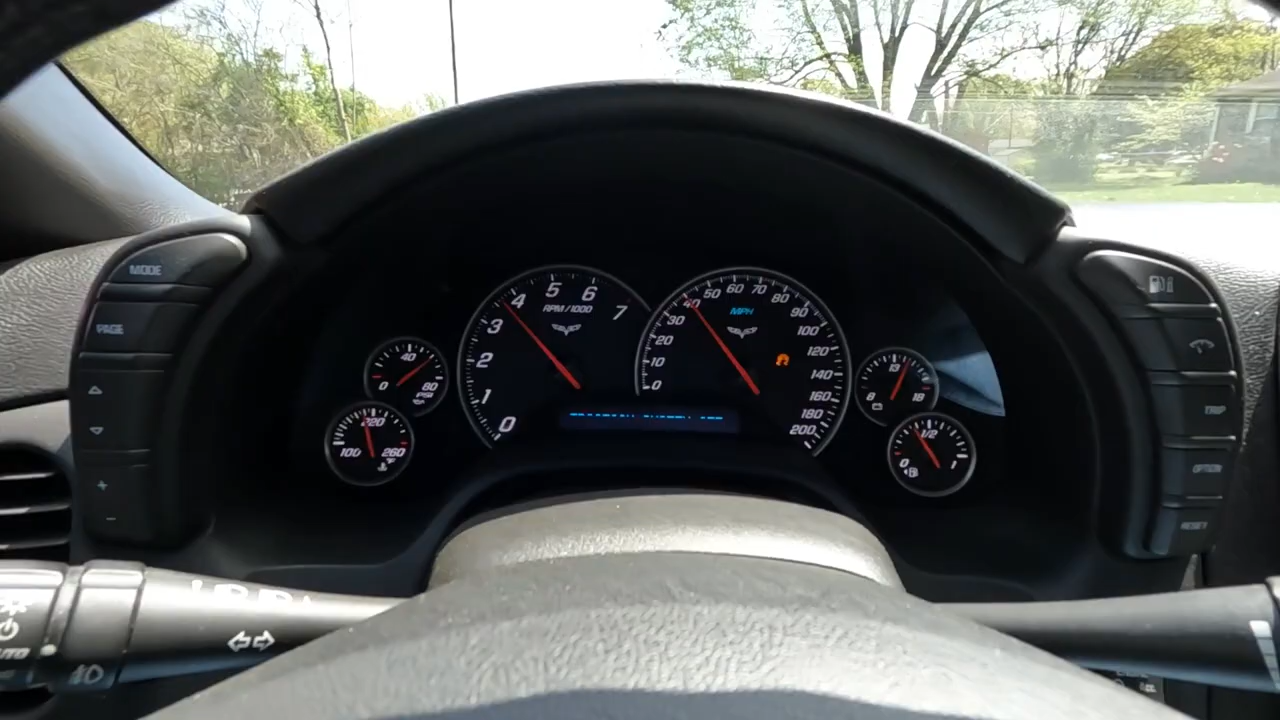 MODE
PAGE
+
-
0 40 80
PSI
100 220 260
0 1 2 3 4 5 6 7
RPM/1000
0 10 20 30 40 50 60 70 80 90 100 120 140 160 180 200
MPH
8 13 18
0 1/2 1
TRIP
OPTION
RESET
AUTO